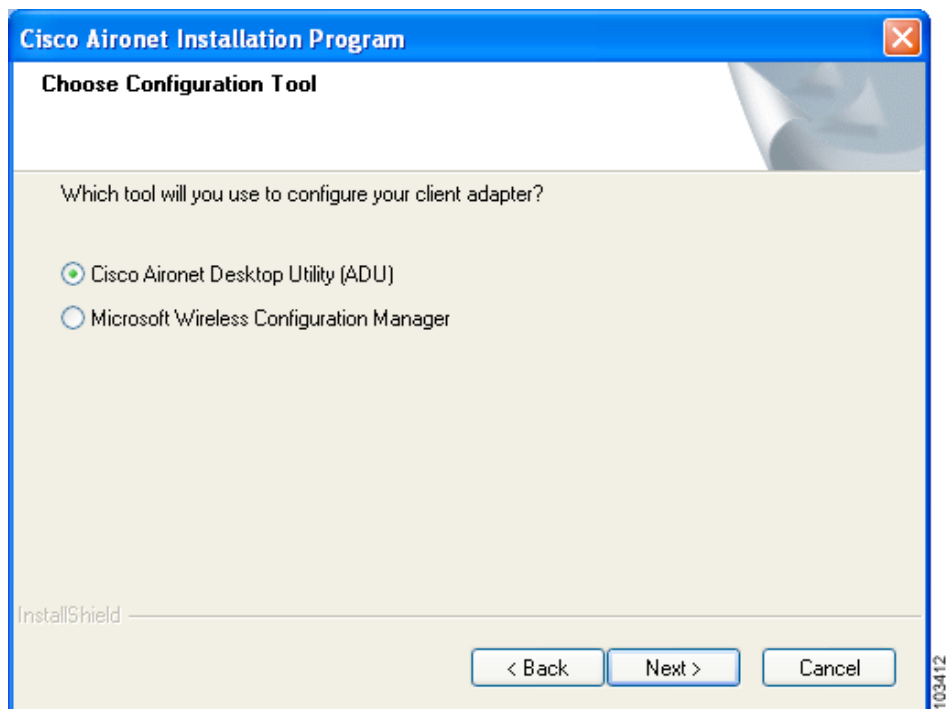 Cisco Aironet Installation Program
Choose Configuration Tool
Which tool will you use to configure your client adapter?
Cisco Aironet Desktop Utility (ADU)
Microsoft Wireless Configuration Manager
InstallShield
< Back Next > Cancel
103412